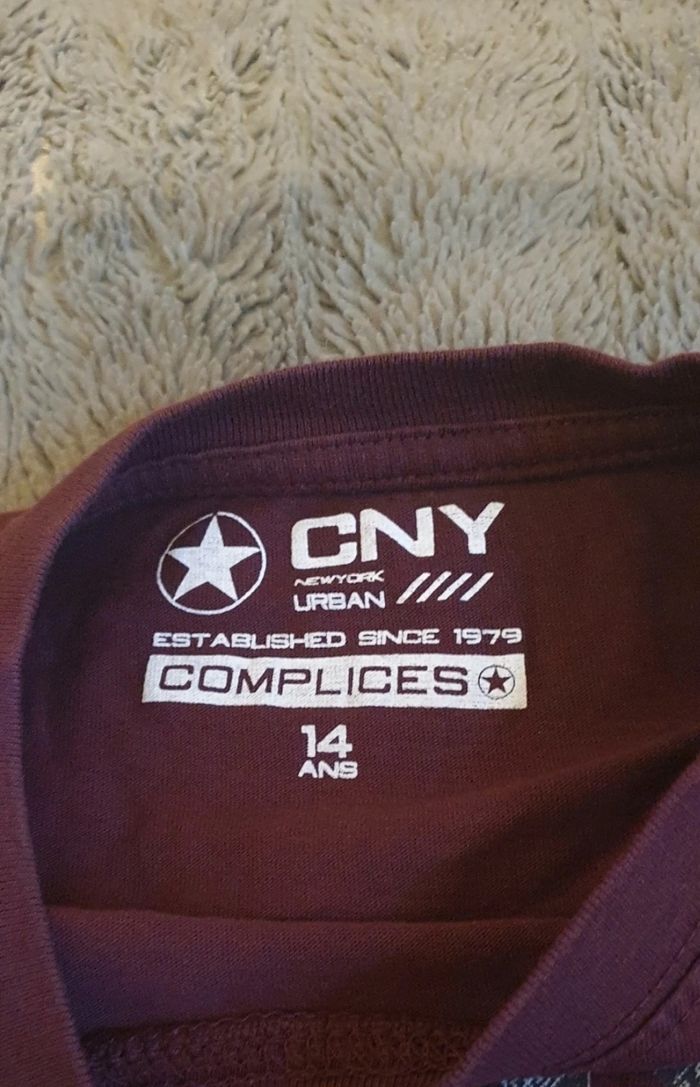 CNY
NEWYORK
URBAN
ESTABLISHED SINCE 1979
COMPLICES
14
ANS